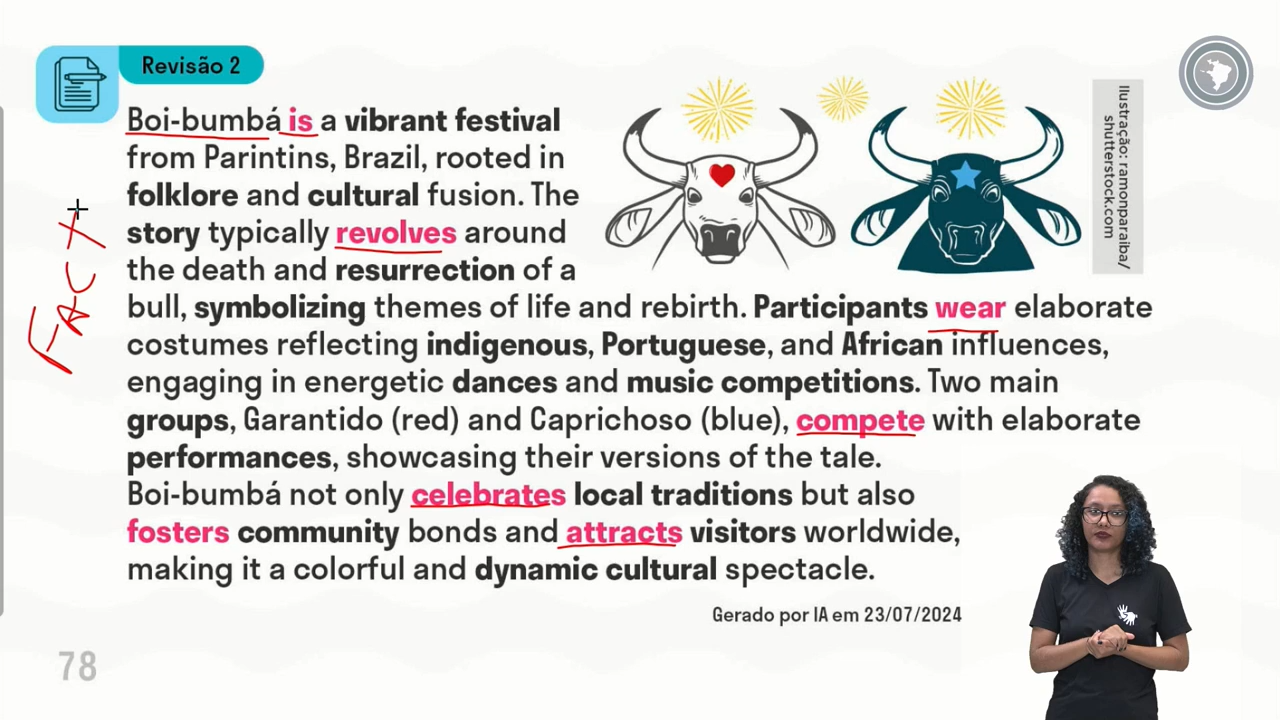 Revisão 2
Boi-bumbá is a vibrant festival
from Parintins, Brazil, rooted in
folklore and cultural fusion. The
story typically revolves around
the death and resurrection of a
bull, symbolizing themes of life and rebirth. Participants wear elaborate
costumes reflecting indigenous, Portuguese, and African influences,
engaging in energetic dances and music competitions. Two main
groups, Garantido (red) and Caprichoso (blue), compete with elaborate
performances, showcasing their versions of the tale.
Boi-bumbá not only celebrates local traditions but also
fosters community bonds and attracts visitors worldwide,
making it a colorful and dynamic cultural spectacle.
Gerado por IA em 23/07/2024
Ilustração: ramonparaiba/
shutterstock.com
FACT
78